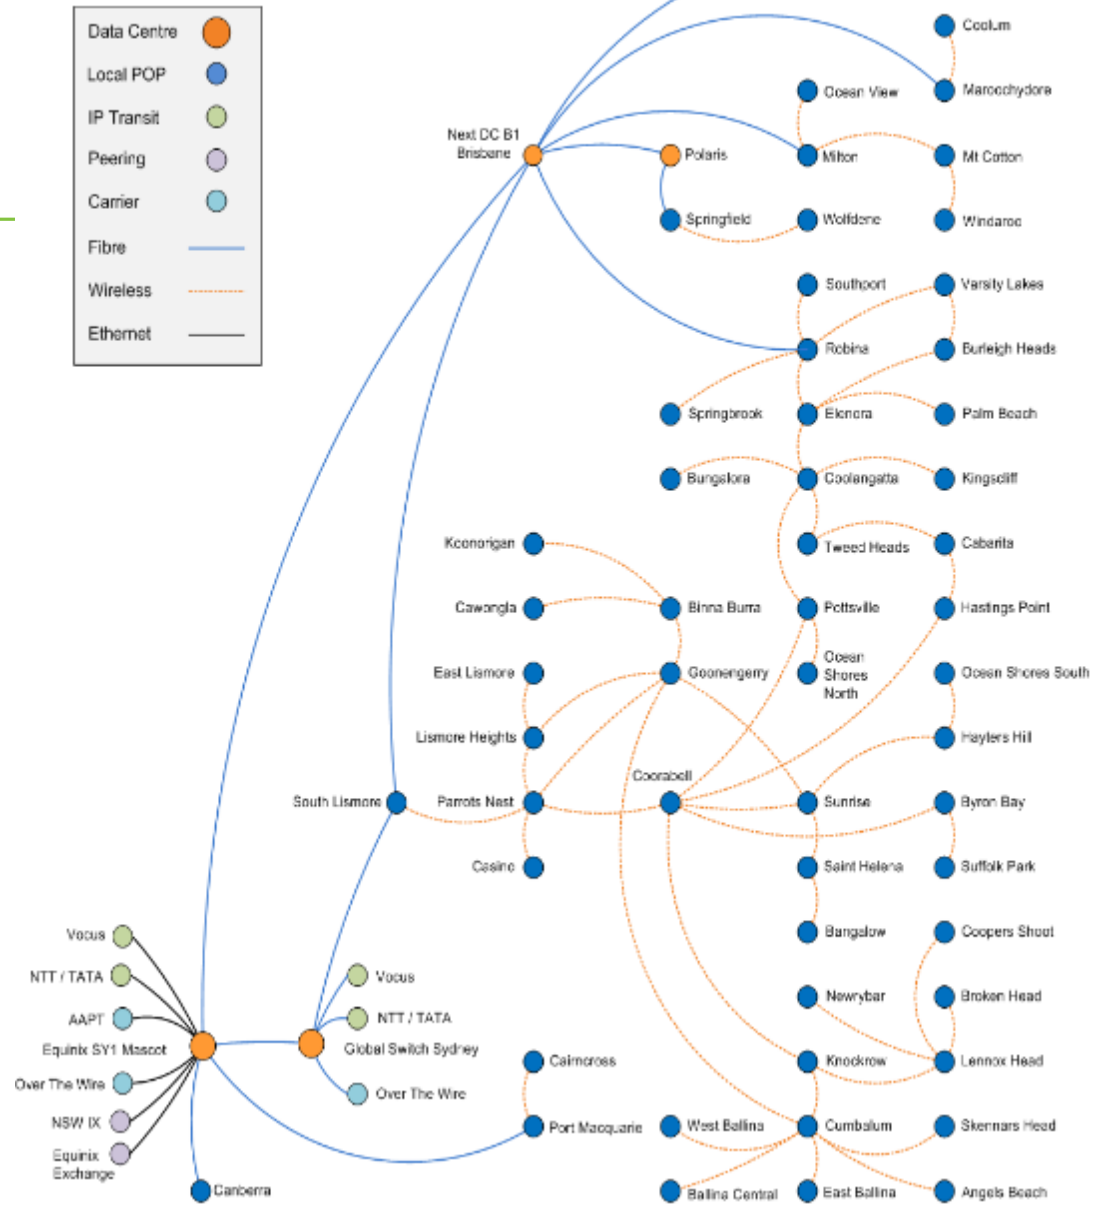 Data Centre
Local POP
IP Transit
Peering
Carrier
Fibre
Wireless
Ethernet
Coolum
Ocean View
Maroochydore
Next DC B1
Brisbane
Polaris
Milton
Mt Cotton
Springfield
Wolfdene
Windaroo
Southport
Varsity Lakes
Robina
Burleigh Heads
Springbrook
Elenora
Palm Beach
Bungalora
Coolangatta
Kingscliff
Koonorigan
Tweed Heads
Cabarita
Cawongla
Binna Burra
Pottsville
Hastings Point
East Lismore
Goonengerry
Ocean
Shores
North
Ocean Shores South
Lismore Heights
Hayters Hill
Coorabell
South Lismore
Parrots Nest
Sunrise
Byron Bay
Casino
Saint Helena
Suffolk Park
Vocus
Bangalow
Coopers Shoot
NTT / TATA
Vocus
Newrybar
Broken Head
AAPT
NTT / TATA
Equinix SY1 Mascot
Global Switch Sydney
Cairncross
Knockrow
Lennox Head
Over The Wire
Over The Wire
NSW IX
Port Macquarie
West Ballina
Cumbalum
Skennars Head
Equinix
Exchange
Canberra
Ballina Central
East Ballina
Angels Beach